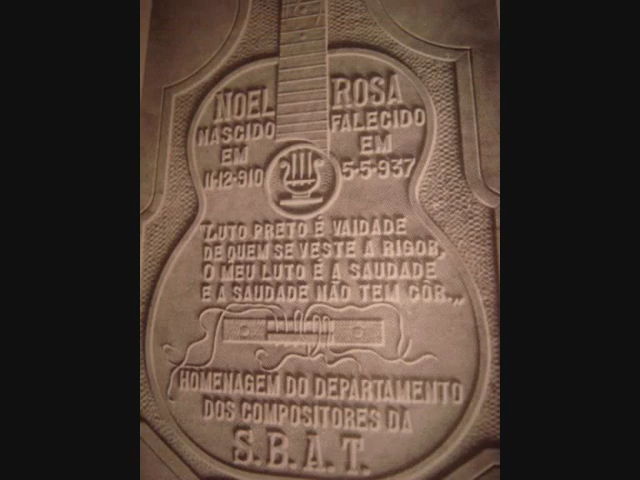 NOEL ROSA
NASCIDO FALECIDO
EM EM
11-12-910 5-5-937
"LUTO PRETO É VAIDADE
DE QUEM SE VESTE A RIGOR,
O MEU LUTO É A SAUDADE
E A SAUDADE NÃO TEM CÔR.,,
HOMENAGEM DO DEPARTAMENTO
DOS COMPOSITORES DA
S.B.A.T.